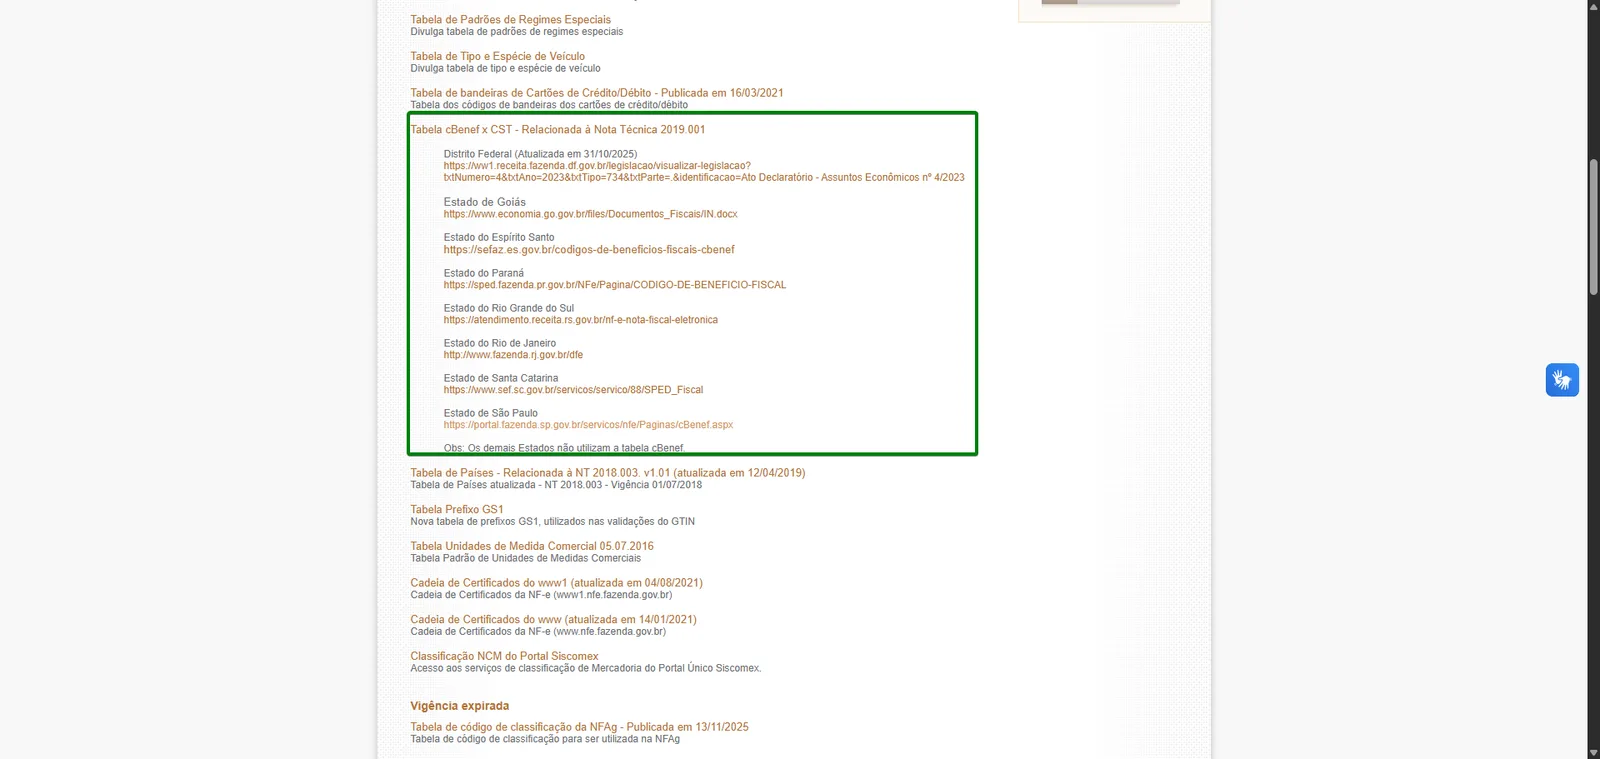 Tabela de Padrões de Regimes Especiais
Divulga tabela de padrões de regimes especiais
Tabela de Tipo e Espécie de Veículo
Divulga tabela de tipo e espécie de veículo
Tabela de bandeiras de Cartões de Crédito/Débito - Publicada em 16/03/2021
Tabela dos códigos de bandeiras dos cartões de crédito/débito
Tabela cBenef x CST - Relacionada à Nota Técnica 2019.001
Distrito Federal (Atualizada em 31/10/2025)
https://ww1.receita.fazenda.df.gov.br/legislacao/visualizar-legislacao?
txtNumero=4&txtAno=2023&txtTipo=734&txtParte=.&identificacao=Ato Declaratório - Assuntos Econômicos nº 4/2023
Estado de Goiás
https://www.economia.go.gov.br/files/Documentos_Fiscais/IN.docx
Estado do Espírito Santo
https://sefaz.es.gov.br/codigos-de-beneficios-fiscais-cbenef
Estado do Paraná
https://sped.fazenda.pr.gov.br/NFe/Pagina/CODIGO-DE-BENEFICIO-FISCAL
Estado do Rio Grande do Sul
https://atendimento.receita.rs.gov.br/nf-e-nota-fiscal-eletronica
Estado do Rio de Janeiro
http://www.fazenda.rj.gov.br/dfe
Estado de Santa Catarina
https://www.sef.sc.gov.br/servicos/servico/88/SPED_Fiscal
Estado de São Paulo
https://portal.fazenda.sp.gov.br/servicos/nfe/Paginas/cBenef.aspx
Obs: Os demais Estados não utilizam a tabela cBenef.
Tabela de Países - Relacionada à NT 2018.003. v1.01 (atualizada em 12/04/2019)
Tabela de Países atualizada - NT 2018.003 - Vigência 01/07/2018
Tabela Prefixo GS1
Nova tabela de prefixos GS1, utilizados nas validações do GTIN
Tabela Unidades de Medida Comercial 05.07.2016
Tabela Padrão de Unidades de Medidas Comerciais
Cadeia de Certificados do www1 (atualizada em 04/08/2021)
Cadeia de Certificados da NF-e (www1.nfe.fazenda.gov.br)
Cadeia de Certificados do www (atualizada em 14/01/2021)
Cadeia de Certificados da NF-e (www.nfe.fazenda.gov.br)
Classificação NCM do Portal Siscomex
Acesso aos serviços de classificação de Mercadoria do Portal Único Siscomex.
Vigência expirada
Tabela de código de classificação da NFAg - Publicada em 13/11/2025
Tabela de código de classificação para ser utilizada na NFAg